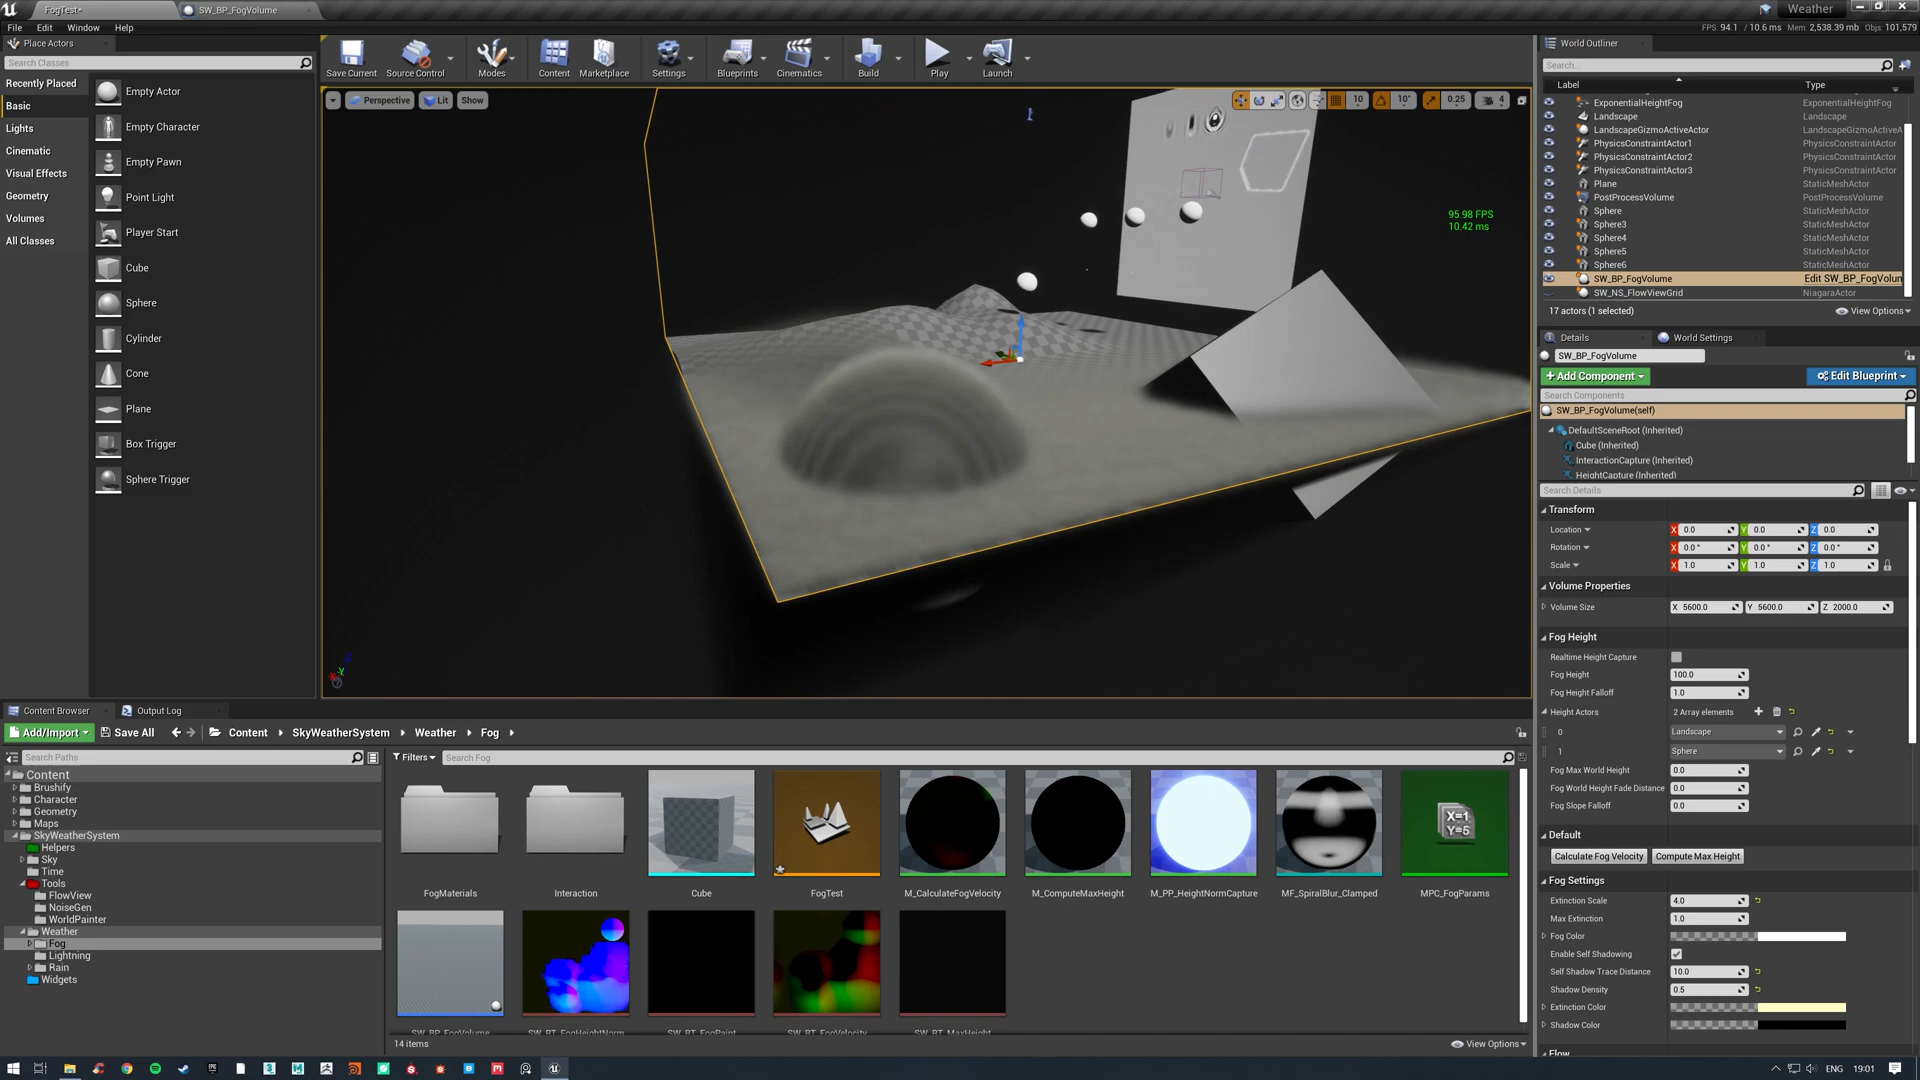 FogTest*
SW_BP_FogVolume
Weather
File Edit Window Help
FPS: 94.1 / 10.6 ms Mem: 2,538.39 mb Objs: 101,579
Place Actors
Search Classes
Recently Placed
Basic
Lights
Cinematic
Visual Effects
Geometry
Volumes
All Classes
Empty Actor
Empty Character
Empty Pawn
Point Light
Player Start
Cube
Sphere
Cylinder
Cone
Plane
Box Trigger
Sphere Trigger
Save Current Source Control Modes Content Marketplace Settings Blueprints Cinematics Build Play Launch
Perspective Lit Show
10 10° 0.25 4
95.98 FPS
10.42 ms
World Outliner
Search...
Label Type
ExponentialHeightFog ExponentialHeightFog
Landscape Landscape
LandscapeGizmoActiveActor LandscapeGizmoActiveA
PhysicsConstraintActor1 PhysicsConstraintActor
PhysicsConstraintActor2 PhysicsConstraintActor
PhysicsConstraintActor3 PhysicsConstraintActor
Plane StaticMeshActor
PostProcessVolume PostProcessVolume
Sphere StaticMeshActor
Sphere3 StaticMeshActor
Sphere4 StaticMeshActor
Sphere5 StaticMeshActor
Sphere6 StaticMeshActor
SW_BP_FogVolume Edit SW_BP_FogVolun
SW_NS_FlowViewGrid NiagaraActor
17 actors (1 selected) View Options
Details World Settings
SW_BP_FogVolume
+ Add Component Edit Blueprint
Search Components
SW_BP_FogVolume(self)
DefaultSceneRoot (Inherited)
Cube (Inherited)
InteractionCapture (Inherited)
HeightCapture (Inherited)
Search Details
Transform
Location X 0.0 Y 0.0 Z 0.0
Rotation X 0.0 ° Y 0.0 ° Z 0.0 °
Scale X 1.0 Y 1.0 Z 1.0
Volume Properties
Volume Size X 5600.0 Y 5600.0 Z 2000.0
Fog Height
Realtime Height Capture
Fog Height 100.0
Fog Height Falloff 1.0
Height Actors 2 Array elements
0 Landscape
1 Sphere
Fog Max World Height 0.0
Fog World Height Fade Distance 0.0
Fog Slope Falloff 0.0
Default
Calculate Fog Velocity Compute Max Height
Fog Settings
Extinction Scale 4.0
Max Extinction 1.0
Fog Color
Enable Self Shadowing
Self Shadow Trace Distance 10.0
Shadow Density 0.5
Extinction Color
Shadow Color
Flow
Content Browser Output Log
Add/Import Save All Content SkyWeatherSystem Weather Fog
Search Paths
Filters Search Fog
Content
Brushify
Character
Geometry
Maps
SkyWeatherSystem
Helpers
Sky
Time
Tools
FlowView
NoiseGen
WorldPainter
Weather
Fog
Lightning
Rain
Widgets
X=1
Y=5
FogMaterials Interaction Cube FogTest M_CalculateFogVelocity M_ComputeMaxHeight M_PP_HeightNormCapture MF_SpiralBlur_Clamped MPC_FogParams
SW_BP_FogVolume SW_BT_FogHeightNorm SW_BT_FogPaint SW_BT_FogVelocity SW_BT_MaxHeight
14 items View Options
ENG 19:01